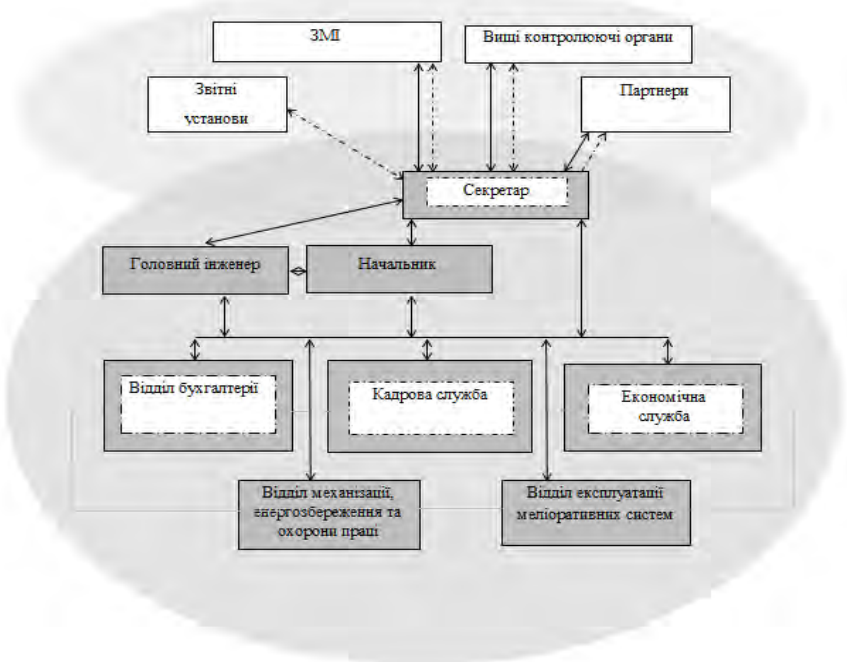 ЗМІ
Вищі контролюючі органи
Звітні
установи
Партнери
Секретар
Головний інженер
Начальник
Відділ бухгалтерії
Кадрова служба
Економічна
служба
Відділ механізації,
енергозбереження та
охорони праці
Відділ експлуатації
меліоративних систем